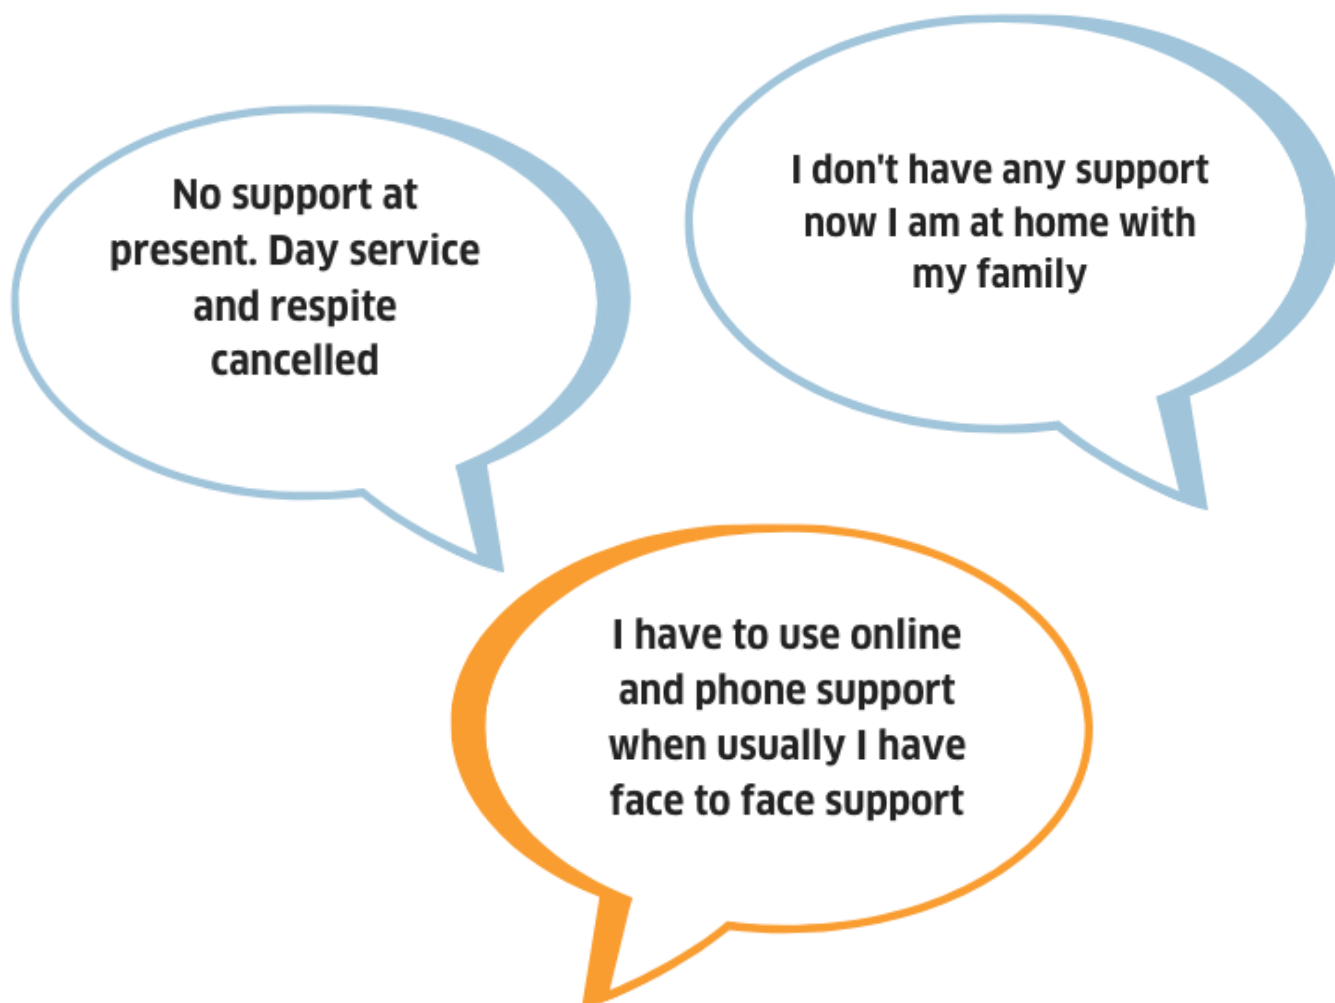 No support at
present. Day service
and respite
cancelled
I don't have any support
now I am at home with
my family
I have to use online
and phone support
when usually I have
face to face support